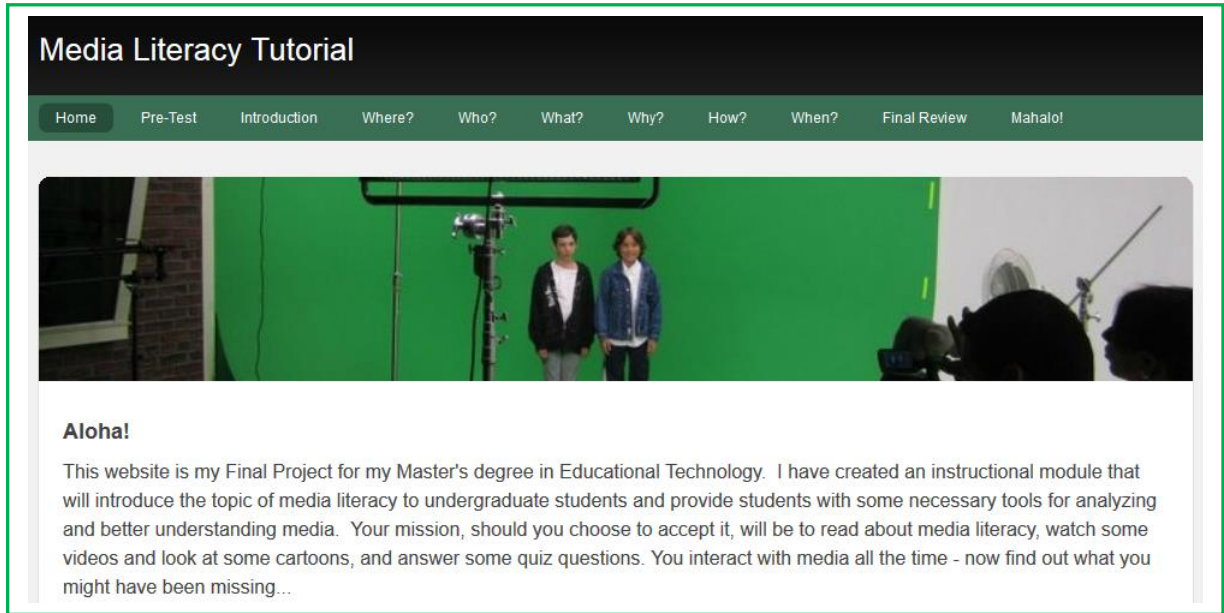 Media Literacy Tutorial
Home Pre-Test Introduction Where? Who? What? Why? How? When? Final Review Mahalo!
Aloha!
This website is my Final Project for my Master's degree in Educational Technology.  I have created an instructional module that
will introduce the topic of media literacy to undergraduate students and provide students with some necessary tools for analyzing
and better understanding media.  Your mission, should you choose to accept it, will be to read about media literacy, watch some
videos and look at some cartoons, and answer some quiz questions. You interact with media all the time - now find out what you
might have been missing...